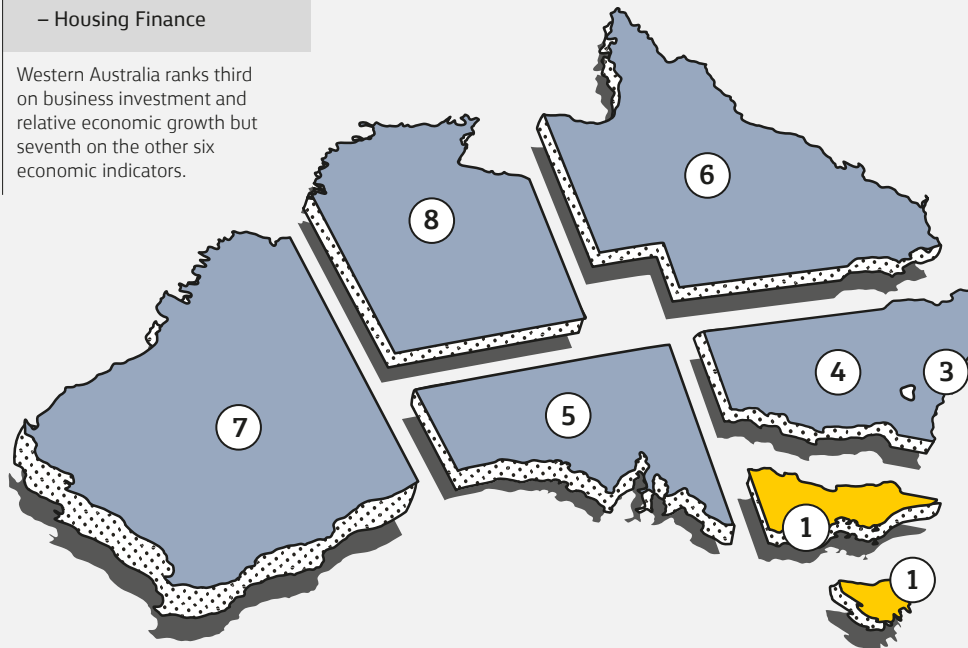 – Housing Finance
Western Australia ranks third
on business investment and
relative economic growth but
seventh on the other six
economic indicators.
6
8
4
3
7
5
1
1